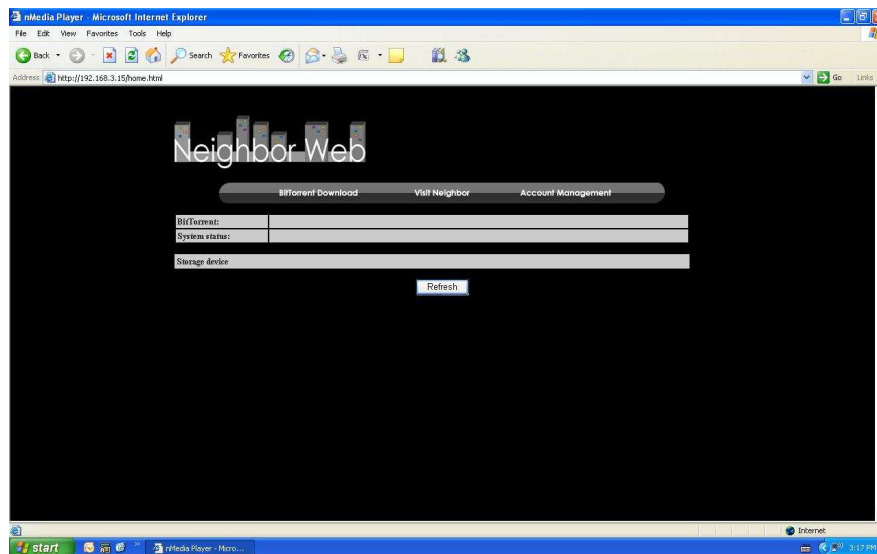 nMedia Player - Microsoft Internet Explorer
File Edit View Favorites Tools Help
Back Search Favorites
Address http://192.168.3.15/home.html Go Links
Neighbor Web
BitTorrent Download Visit Neighbor Account Management
BitTorrent:
System status:
Storage device
Refresh
Internet
start nMedia Player - Micro... 3:17 PM